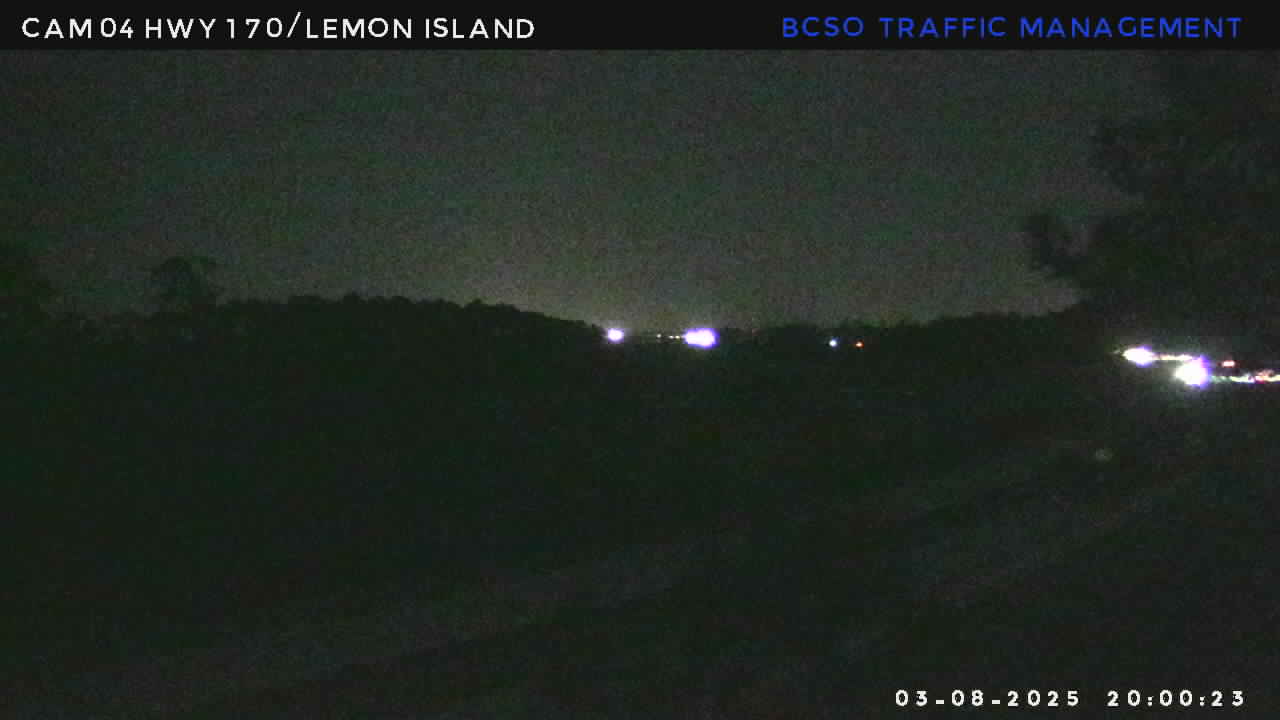 CAM04 HWY 170/LEMON ISLAND
BCSO TRAFFIC MANAGEMENT
03-08-2025 20:00:23